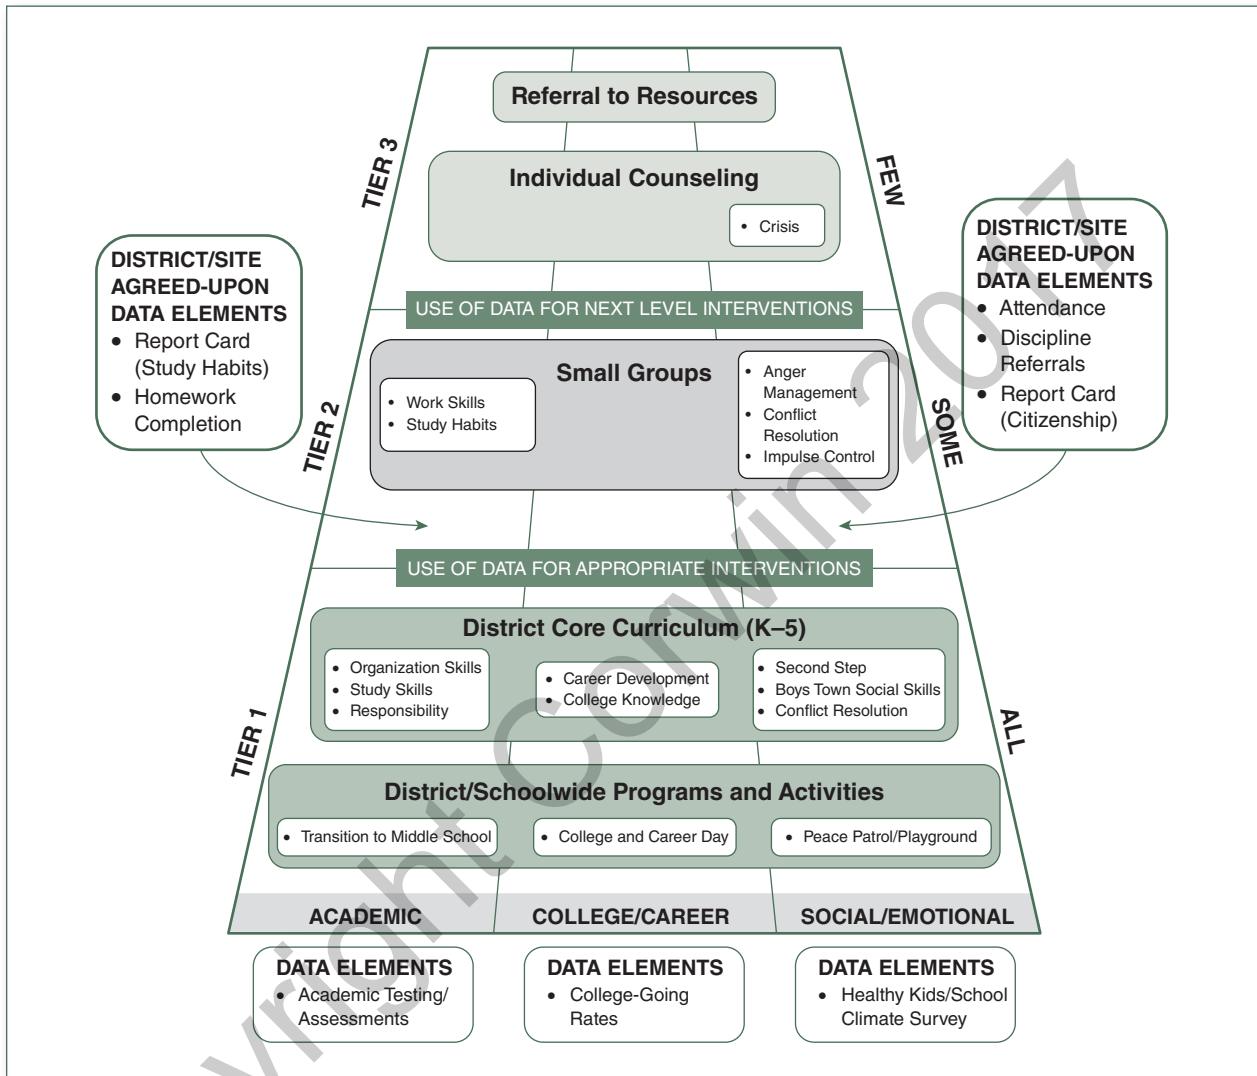 Referral to Resources
TIER 3
FEW
Individual Counseling
• Crisis
DISTRICT/SITE
AGREED-UPON
DATA ELEMENTS
• Report Card
(Study Habits)
• Homework
Completion
DISTRICT/SITE
AGREED-UPON
DATA ELEMENTS
• Attendance
• Discipline
Referrals
• Report Card
(Citizenship)
USE OF DATA FOR NEXT LEVEL INTERVENTIONS
TIER 2
SOME
Small Groups
• Work Skills
• Study Habits
• Anger
Management
• Conflict
Resolution
• Impulse Control
USE OF DATA FOR APPROPRIATE INTERVENTIONS
TIER 1
ALL
District Core Curriculum (K–5)
• Organization Skills
• Study Skills
• Responsibility
• Career Development
• College Knowledge
• Second Step
• Boys Town Social Skills
• Conflict Resolution
District/Schoolwide Programs and Activities
• Transition to Middle School
• College and Career Day
• Peace Patrol/Playground
ACADEMIC
COLLEGE/CAREER
SOCIAL/EMOTIONAL
DATA ELEMENTS
• Academic Testing/
Assessments
DATA ELEMENTS
• College-Going
Rates
DATA ELEMENTS
• Healthy Kids/School
Climate Survey
yright Corwin 2017